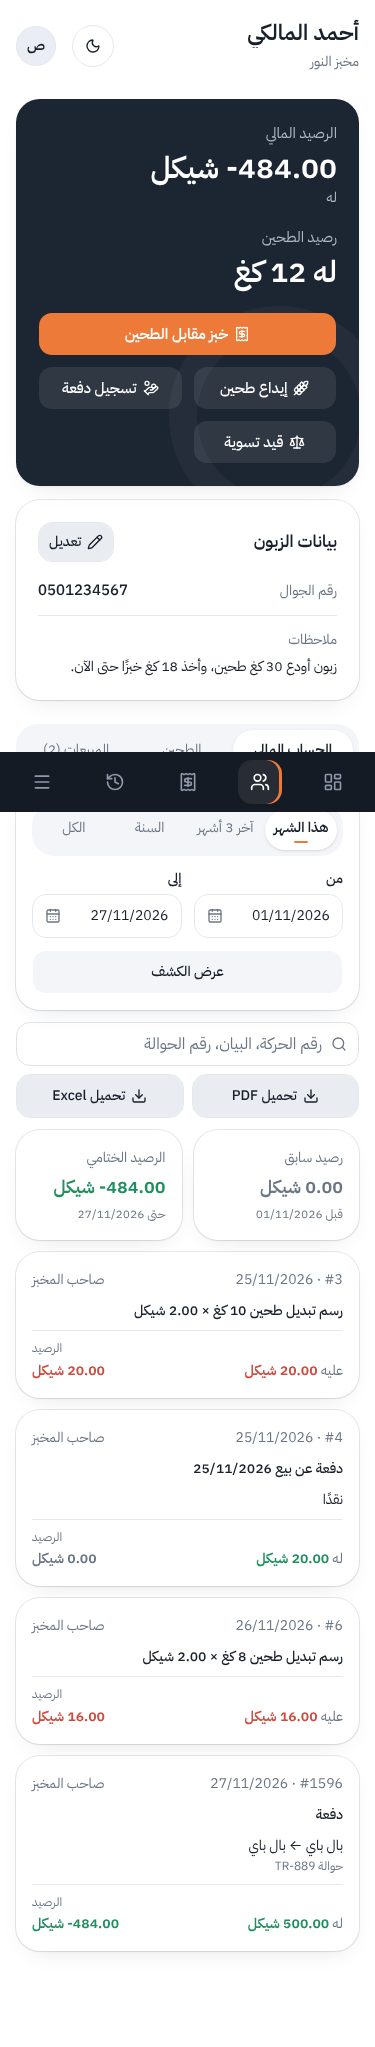 أحمد المالكي
مخبز النور
ص
الرصيد المالي
-484.00 شيكل
له
رصيد الطحين
له 12 كغ
خبز مقابل الطحين
إيداع طحين
تسجيل دفعة
قيد تسوية
بيانات الزبون
تعديل
رقم الجوال
0501234567
ملاحظات
زبون أودع 30 كغ طحين، وأخذ 18 كغ خبزًا حتى الآن.
الحساب المالي
الطحين
المبيعات (2)
هذا الشهر
آخر 3 أشهر
السنة
الكل
من
إلى
01/11/2026
27/11/2026
عرض الكشف
رقم الحركة، البيان، رقم الحوالة
تحميل PDF
تحميل Excel
رصيد سابق
0.00 شيكل
قبل 01/11/2026
الرصيد الختامي
-484.00 شيكل
حتى 27/11/2026
#3 · 25/11/2026
صاحب المخبز
رسم تبديل طحين 10 كغ × 2.00 شيكل
الرصيد
عليه 20.00 شيكل
20.00 شيكل
#4 · 25/11/2026
صاحب المخبز
دفعة عن بيع 25/11/2026
نقدًا
الرصيد
له 20.00 شيكل
0.00 شيكل
#6 · 26/11/2026
صاحب المخبز
رسم تبديل طحين 8 كغ × 2.00 شيكل
الرصيد
عليه 16.00 شيكل
16.00 شيكل
#1596 · 27/11/2026
صاحب المخبز
دفعة
بال باي ← بال باي
حوالة TR-889
الرصيد
له 500.00 شيكل
-484.00 شيكل